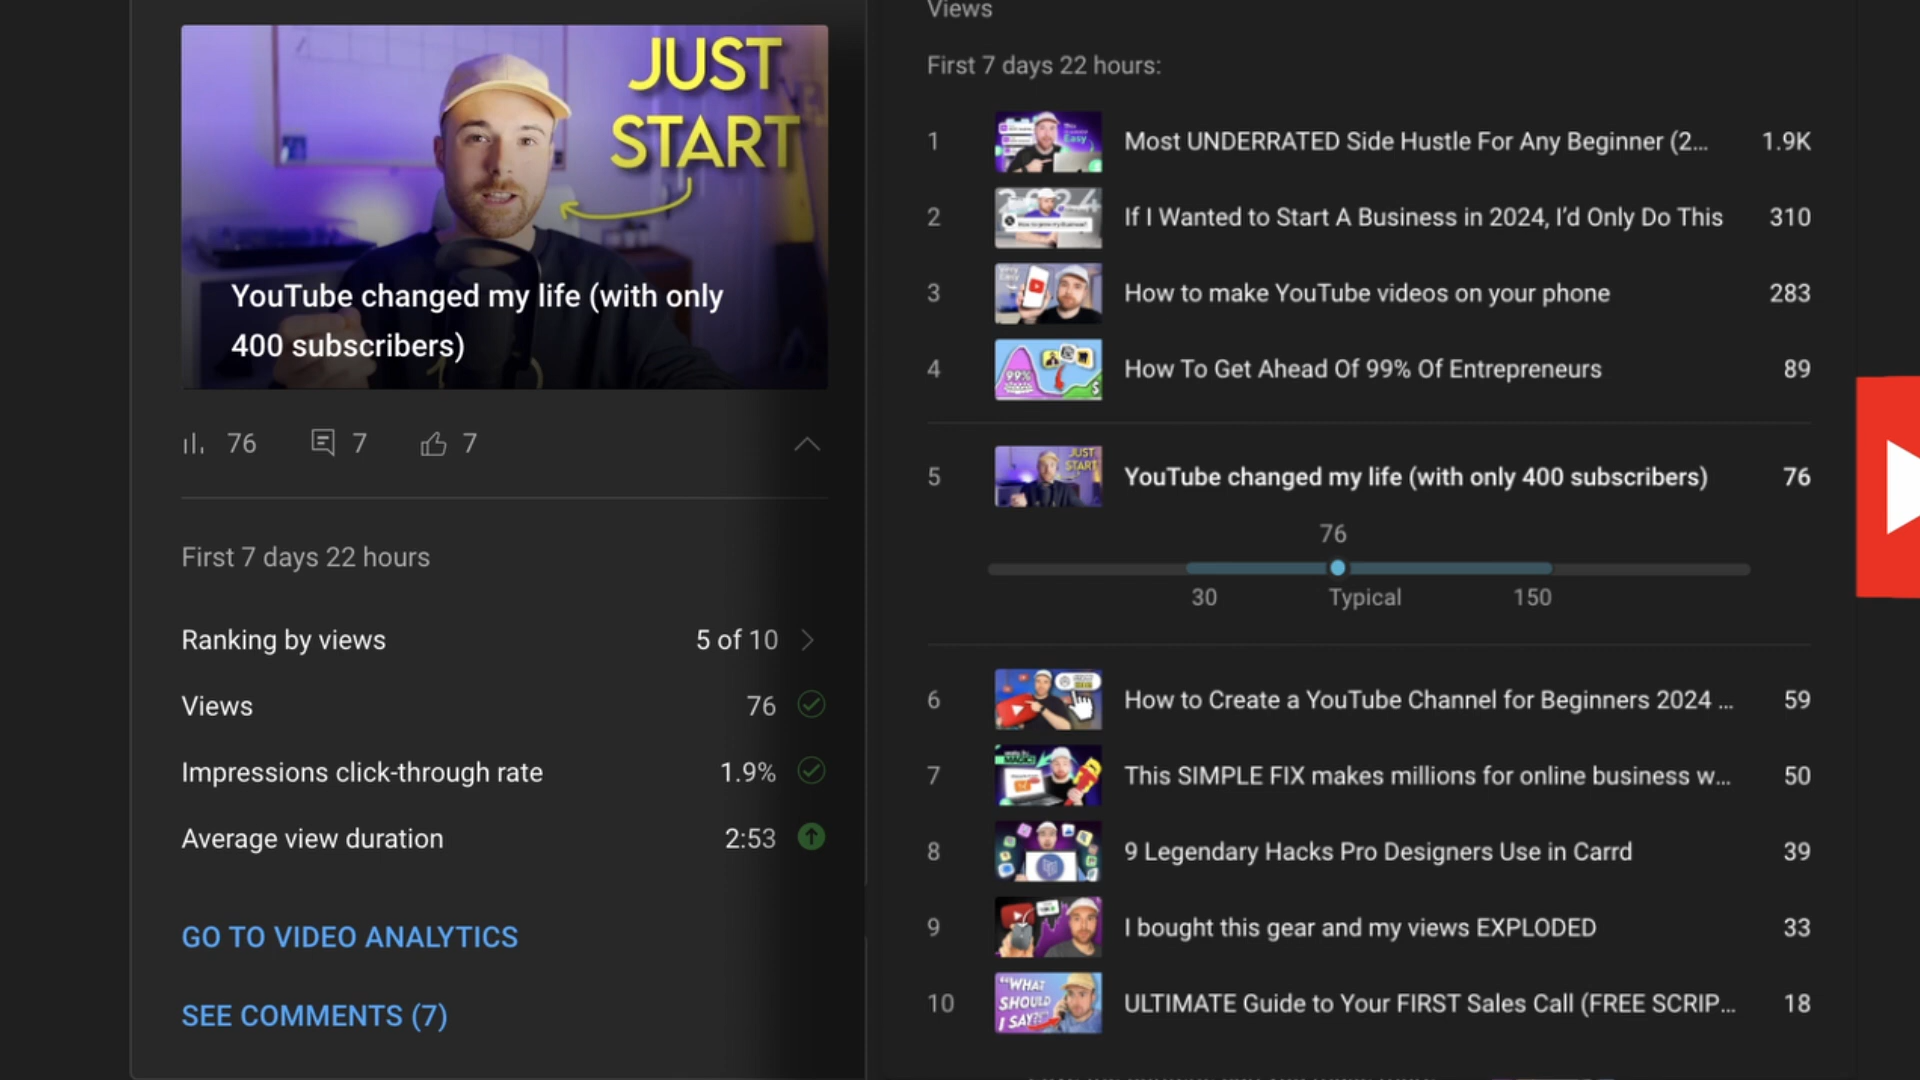 JUST
START
YouTube changed my life (with only
400 subscribers)
76 7 7
First 7 days 22 hours
Ranking by views 5 of 10
Views 76
Impressions click-through rate 1.9%
Average view duration 2:53
GO TO VIDEO ANALYTICS
SEE COMMENTS (7)
Views
First 7 days 22 hours:
1 Most UNDERRATED Side Hustle For Any Beginner (2... 1.9K
Easy
2 If I Wanted to Start A Business in 2024, I'd Only Do This 310
3 How to make YouTube videos on your phone 283
4 How To Get Ahead Of 99% Of Entrepreneurs 89
99%
$
5 YouTube changed my life (with only 400 subscribers) 76
JUST
START
76
30 Typical 150
6 How to Create a YouTube Channel for Beginners 2024 ... 59
7 This SIMPLE FIX makes millions for online business w... 50
8 9 Legendary Hacks Pro Designers Use in Carrd 39
9 I bought this gear and my views EXPLODED 33
10 ULTIMATE Guide to Your FIRST Sales Call (FREE SCRIP... 18
"WHAT
SHOULD
I SAY?"